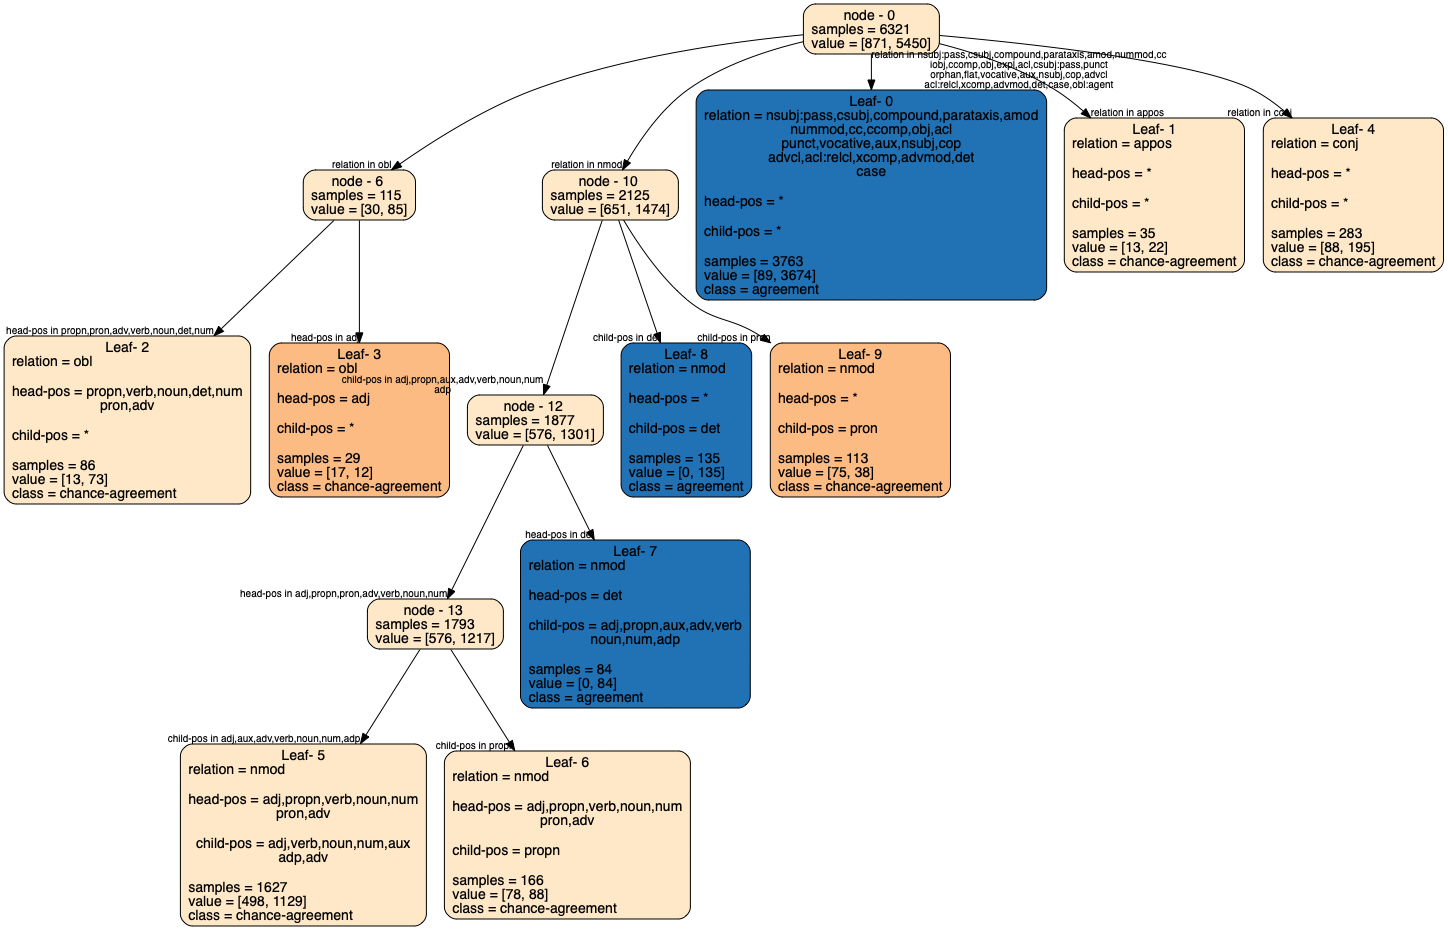 node - 0
samples = 6321
value = [871, 5450]
relation in nsubj:pass,csubj,compound,parataxis,amod,nummod,cc
iobj,ccomp,obj,expl,acl,csubj:pass,punct
orphan,flat,vocative,aux,nsubj,cop,advcl
acl:relcl,xcomp,advmod,det,case,obl:agent
Leaf- 0
relation = nsubj:pass,csubj,compound,parataxis,amod
nummod,cc,ccomp,obj,acl
punct,vocative,aux,nsubj,cop
advcl,acl:relcl,xcomp,advmod,det
case
head-pos = *
child-pos = *
samples = 3763
value = [89, 3674]
class = agreement
relation in appos
Leaf- 1
relation = appos
head-pos = *
child-pos = *
samples = 35
value = [13, 22]
class = chance-agreement
relation in conj
Leaf- 4
relation = conj
head-pos = *
child-pos = *
samples = 283
value = [88, 195]
class = chance-agreement
relation in obl
node - 6
samples = 115
value = [30, 85]
relation in nmod
node - 10
samples = 2125
value = [651, 1474]
head-pos in propn,pron,adv,verb,noun,det,num
Leaf- 2
relation = obl
head-pos = propn,verb,noun,det,num
pron,adv
child-pos = *
samples = 86
value = [13, 73]
class = chance-agreement
head-pos in adj
Leaf- 3
relation = obl
head-pos = adj
child-pos = *
samples = 29
value = [17, 12]
class = chance-agreement
child-pos in adj,propn,aux,adv,verb,noun,num
adp
node - 12
samples = 1877
value = [576, 1301]
child-pos in det
Leaf- 8
relation = nmod
head-pos = *
child-pos = det
samples = 135
value = [0, 135]
class = agreement
child-pos in pron
Leaf- 9
relation = nmod
head-pos = *
child-pos = pron
samples = 113
value = [75, 38]
class = chance-agreement
head-pos in adj,propn,pron,adv,verb,noun,num
node - 13
samples = 1793
value = [576, 1217]
head-pos in det
Leaf- 7
relation = nmod
head-pos = det
child-pos = adj,propn,aux,adv,verb
noun,num,adp
samples = 84
value = [0, 84]
class = agreement
child-pos in adj,aux,adv,verb,noun,num,adp
Leaf- 5
relation = nmod
head-pos = adj,propn,verb,noun,num
pron,adv
child-pos = adj,verb,noun,num,aux
adp,adv
samples = 1627
value = [498, 1129]
class = chance-agreement
child-pos in propn
Leaf- 6
relation = nmod
head-pos = adj,propn,verb,noun,num
pron,adv
child-pos = propn
samples = 166
value = [78, 88]
class = chance-agreement